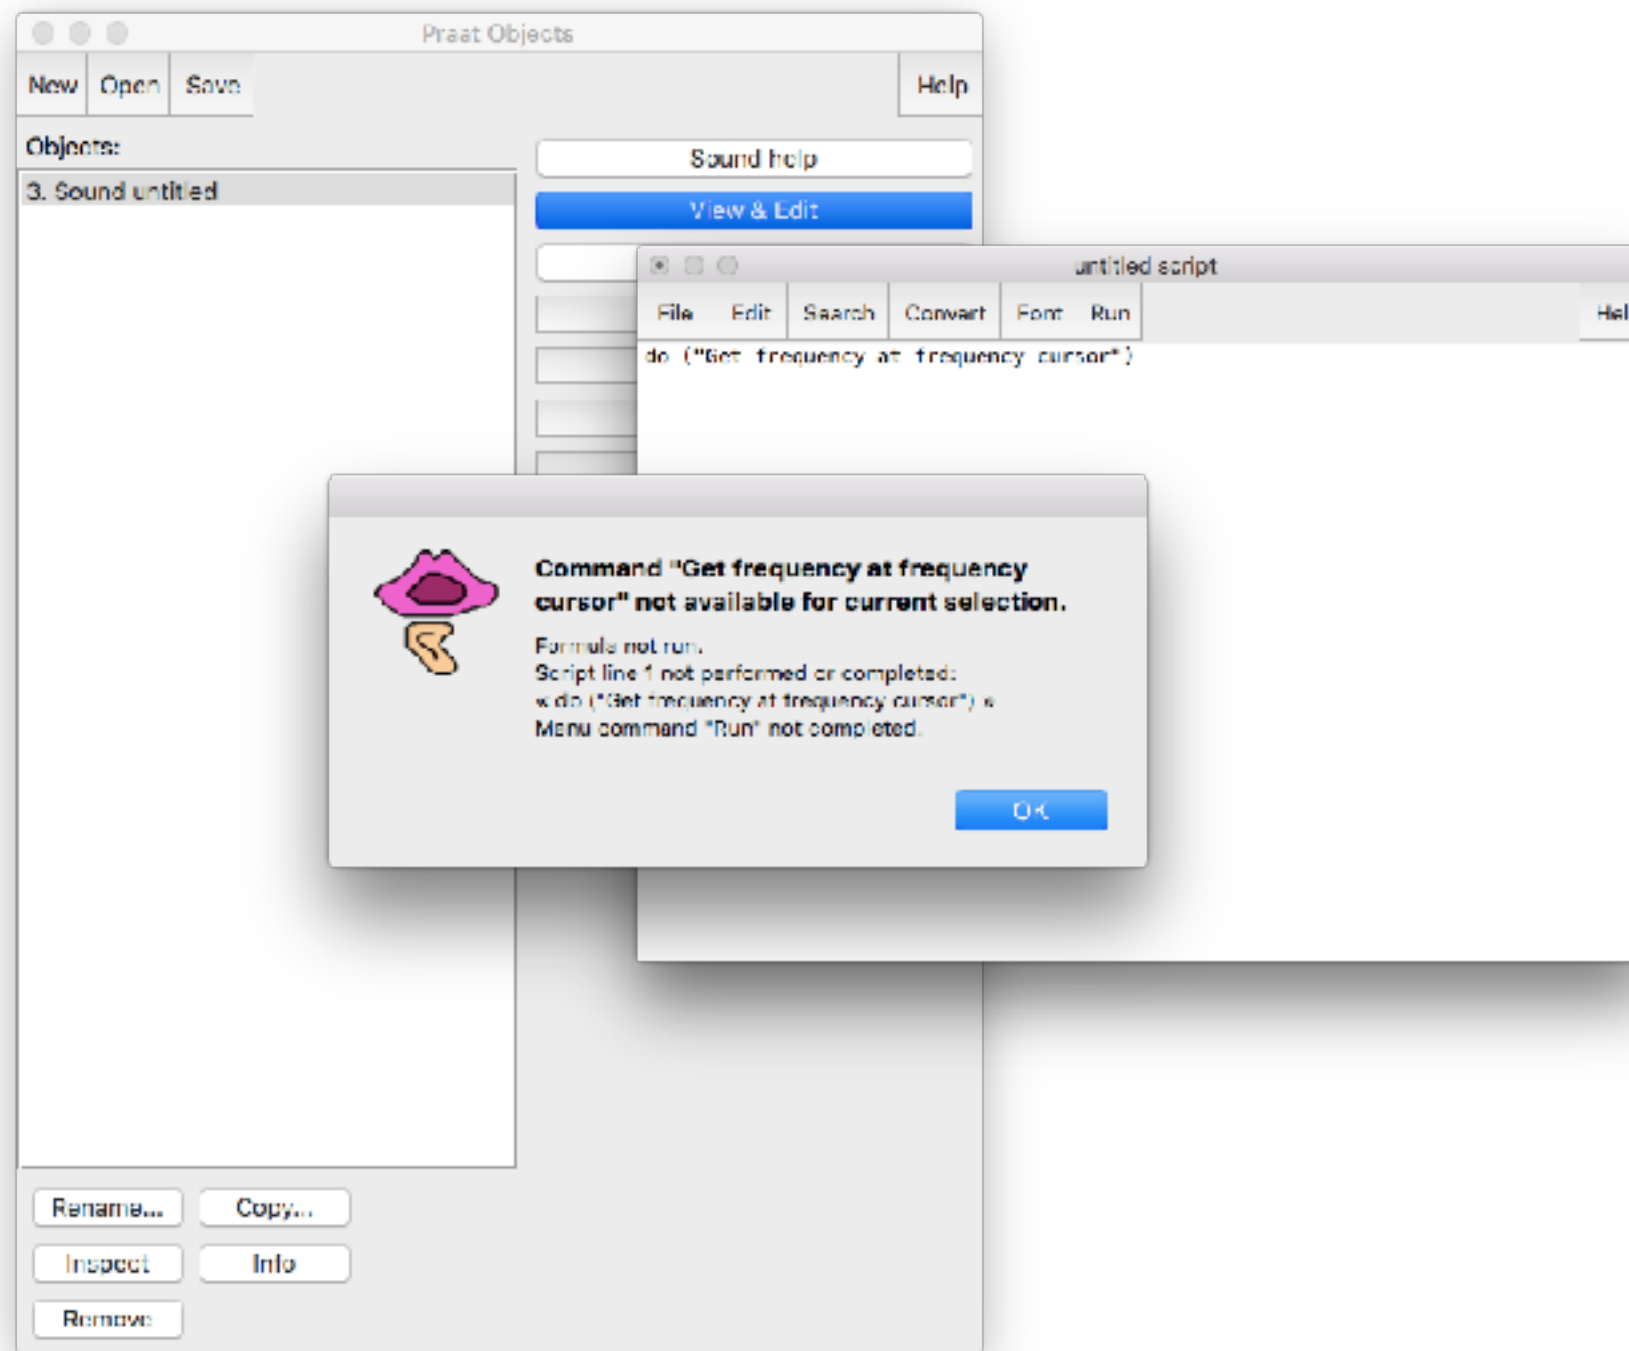 Praat Objects
New Open Save Help
Objects:
3. Sound untitled
Sound help
View & Edit
untitled script
File Edit Search Convert Font Run Hel
do ("Get frequency at frequency cursor")
Command "Get frequency at frequency
cursor" not available for current selection.
Formula not run.
Script line 1 not performed or completed:
« do ("Get frequency at frequency cursor") »
Menu command "Run" not completed.
OK
Rename... Copy...
Inspect Info
Remove